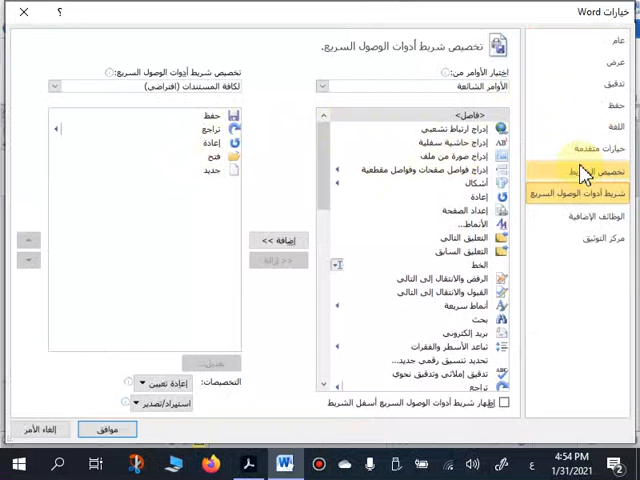 خيارات Word
؟
عام
عرض
تدقيق
حفظ
اللغة
خيارات متقدمة
تخصيص
شريط أدوات الوصول السريع
الوظائف الإضافية
مركز التوثيق
تخصيص شريط أدوات الوصول السريع.
اختيار الأوامر من:
الأوامر الشائعة
<فاصل>
إدراج ارتباط تشعبي
إدراج حاشية سفلية
إدراج صورة من ملف
إدراج فواصل صفحات وفواصل مقطعية
أشكال
إعادة
إعداد الصفحة
الأنماط...
التعليق التالي
التعليق السابق
الخط
الرفض والانتقال إلى التالي
القبول والانتقال إلى التالي
أنماط سريعة
بحث
بريد إلكتروني
تباعد الأسطر والفقرات
تحديد تنسيق رقمي جديد...
تدقيق إملائي وتدقيق نحوي
تراجع
إظهار شريط أدوات الوصول السريع أسفل الشريط
إضافة >>
<< إزالة
تخصيص شريط أدوات الوصول السريع:
لكافة المستندات (افتراضي)
حفظ
تراجع
إعادة
فتح
جديد
تعديل...
التخصيصات:
إعادة تعيين
استيراد/تصدير
موافق
إلغاء الأمر
4:54 PM
1/31/2021
ع
2